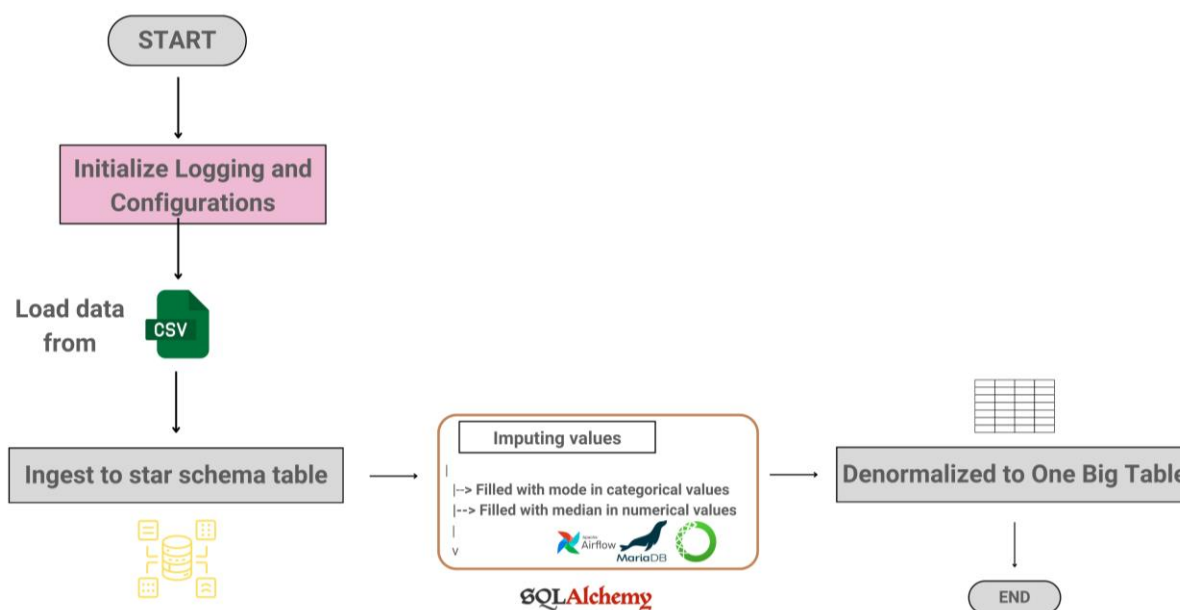 START
Initialize Logging and
Configurations
Load data
from
CSV
Ingest to star schema table
Imputing values
|
|--> Filled with mode in categorical values
|--> Filled with median in numerical values
|
v
Apache
Airflow
MariaDB
SQLAlchemy
Denormalized to One Big Table
END